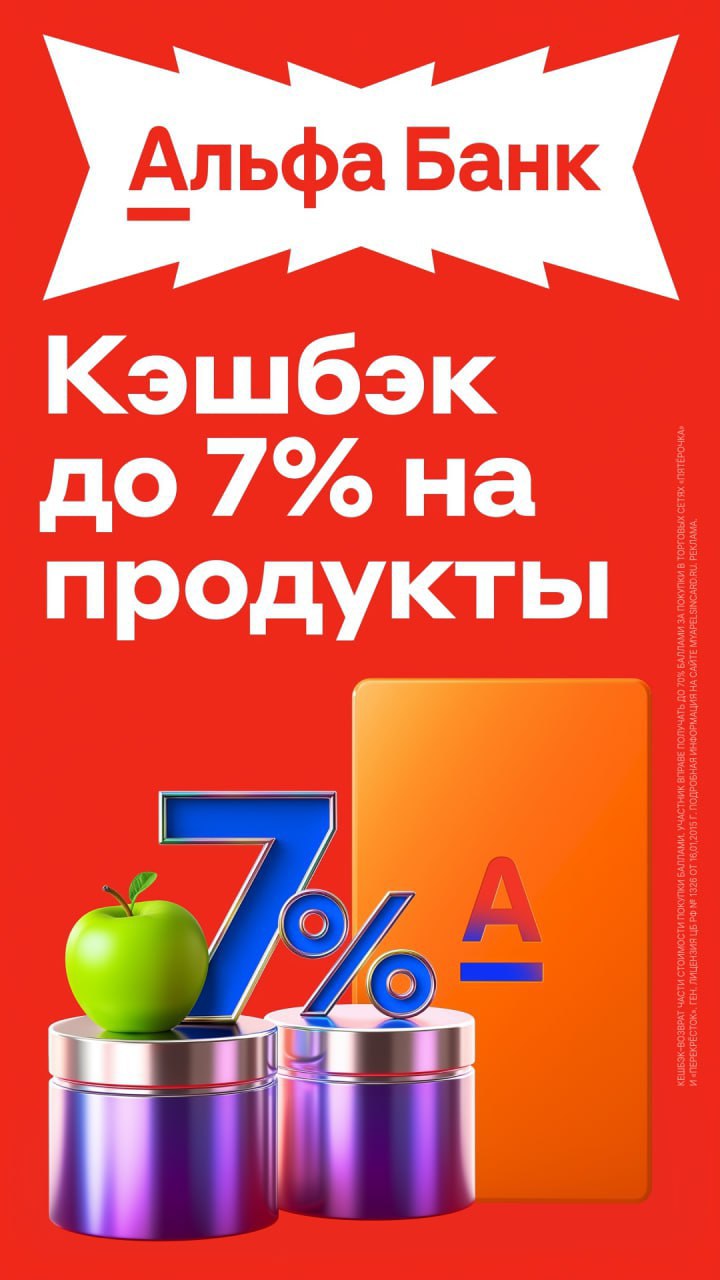 Альфа Банк
Кэшбэк
до 7% на
продукты
7%
А
КЕШБЭК-ВОЗВРАТ ЧАСТИ СТОИМОСТИ ПОКУПКИ БАЛЛАМИ. УЧАСТНИК ВПРАВЕ ПОЛУЧАТЬ ДО 70% БАЛЛАМИ ЗА ПОКУПКИ В ТОРГОВЫХ СЕТЯХ «ПЯТЁРОЧКА»
И «ПЕРЕКРЁСТОК». ГЕН. ЛИЦЕНЗИЯ ЦБ РФ № 1326 ОТ 16.01.2015 Г. ПОДРОБНАЯ ИНФОРМАЦИЯ НА САЙТЕ MYAPELSINCARD.RU. РЕКЛАМА.